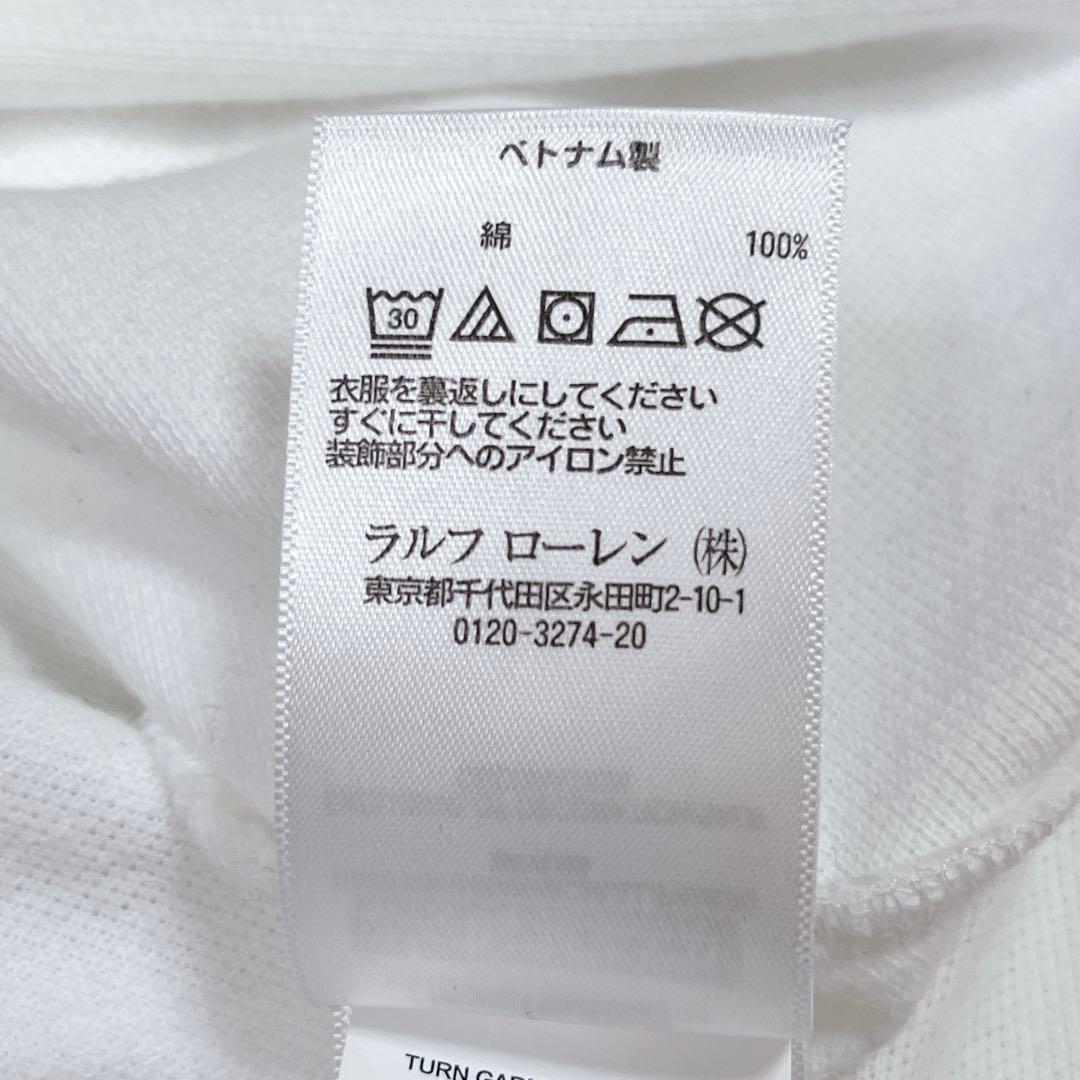 ベトナム製
綿 100%
30
衣服を裏返しにしてください
すぐに干してください
装飾部分へのアイロン禁止
ラルフ ローレン ㈱
東京都千代田区永田町2-10-1
0120-3274-20
TURN